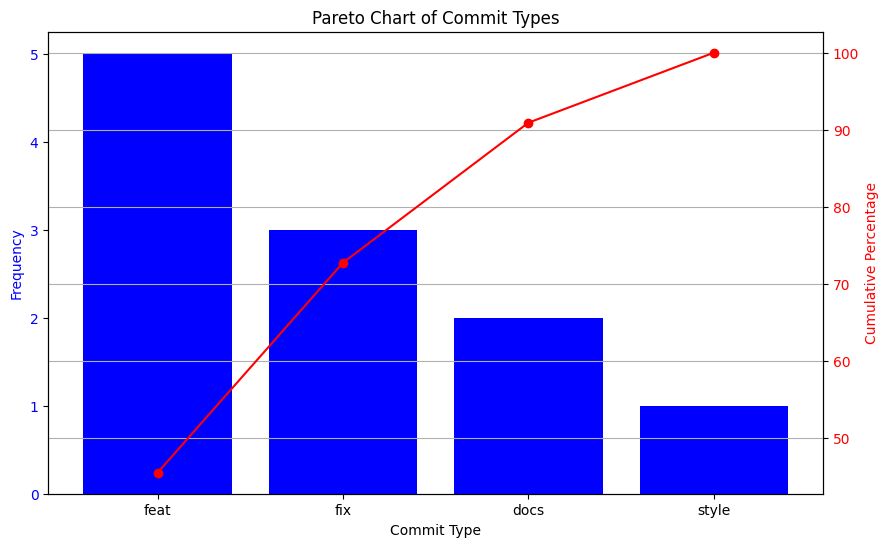 Pareto Chart of Commit Types
Frequency
5
4
3
2
1
0
100
90
80
70
60
50
Cumulative Percentage
feat fix docs style
Commit Type